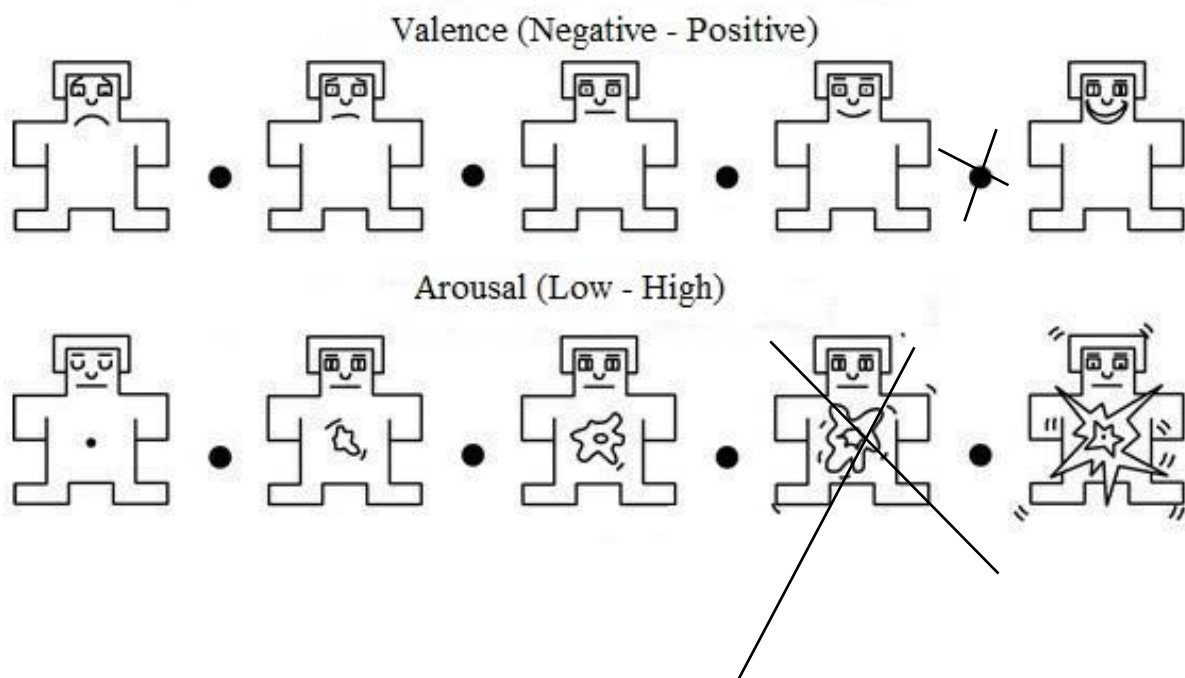 Valence (Negative - Positive)
Arousal (Low - High)